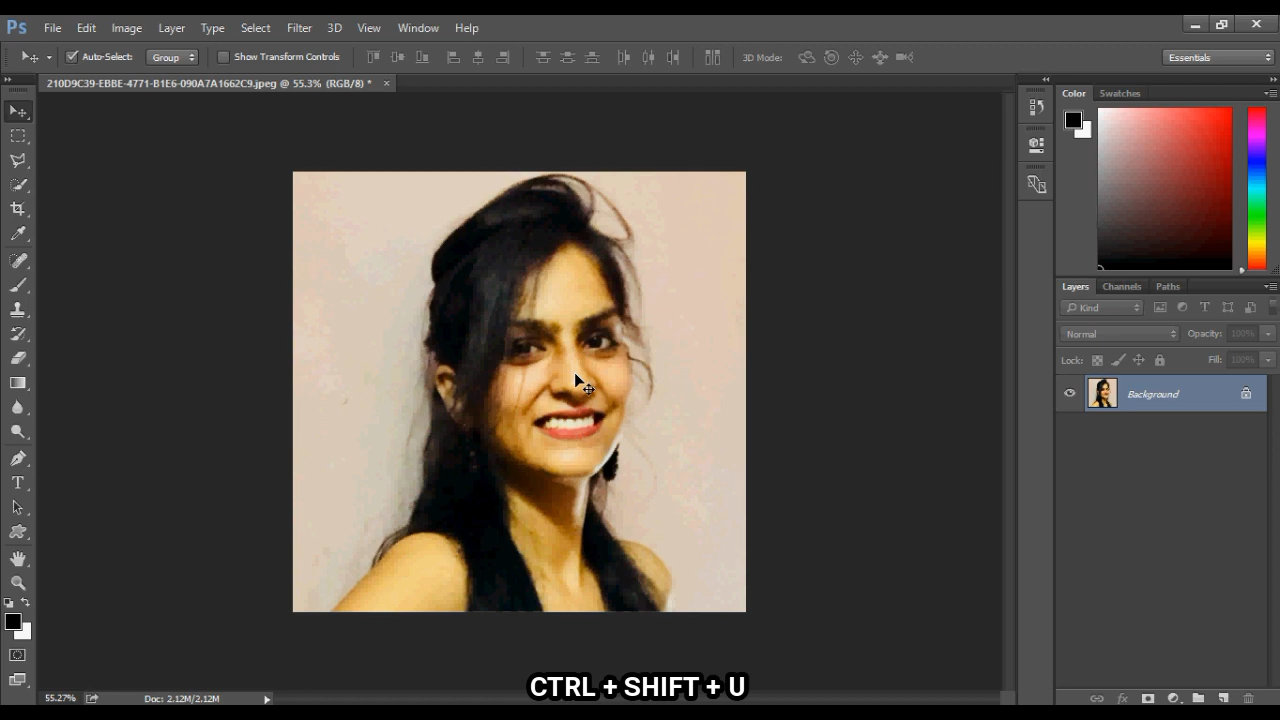 Ps File Edit Image Layer Type Select Filter 3D View Window Help
Auto-Select: Group Show Transform Controls 3D Mode: Essentials
210D9C39-EBBE-4771-B1E6-090A7A1662C9.jpeg @ 55.3% (RGB/8) * ×
Color Swatches
Layers Channels Paths
Kind
Normal Opacity: 100%
Lock: Fill: 100%
Background
CTRL + SHIFT + U
55.27% Doc: 2.12M/2.12M